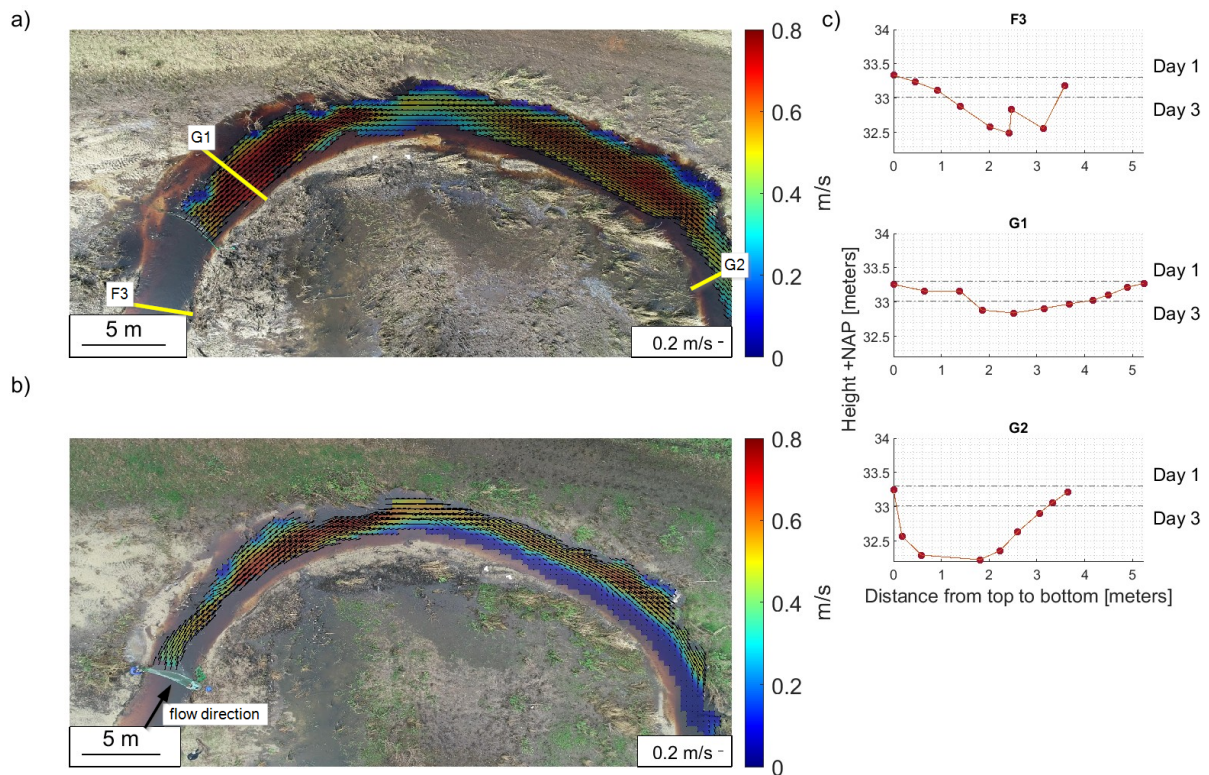 a)
G1
F3
G2
5 m
0.2 m/s
0.8
0.6
0.4
0.2
0
m/s
b)
flow direction
5 m
0.2 m/s
0.8
0.6
0.4
0.2
0
m/s
c)
F3
34
33.5
33
32.5
0 1 2 3 4 5
Day 1
Day 3
G1
34
33.5
33
32.5
0 1 2 3 4 5
Day 1
Day 3
Height +NAP [meters]
G2
34
33.5
33
32.5
0 1 2 3 4 5
Day 1
Day 3
Distance from top to bottom [meters]